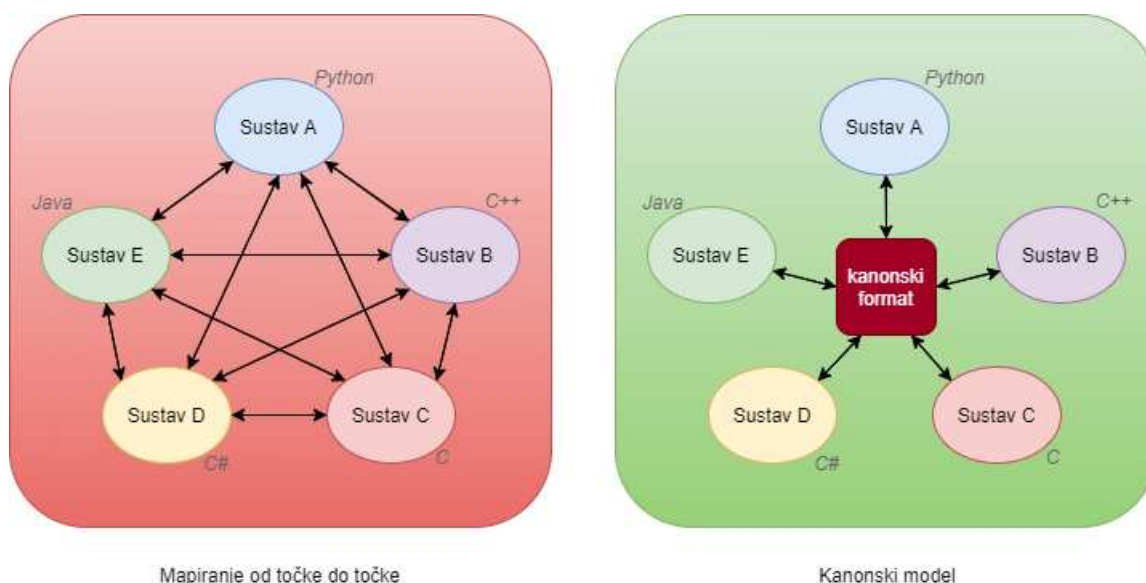 Python
Sustav A
Java
C++
Sustav E
Sustav B
Sustav D
Sustav C
C#
C
Mapiranje od točke do točke
Python
Sustav A
Java
C++
Sustav E
kanonski
format
Sustav B
Sustav D
Sustav C
C#
C
Kanonski model